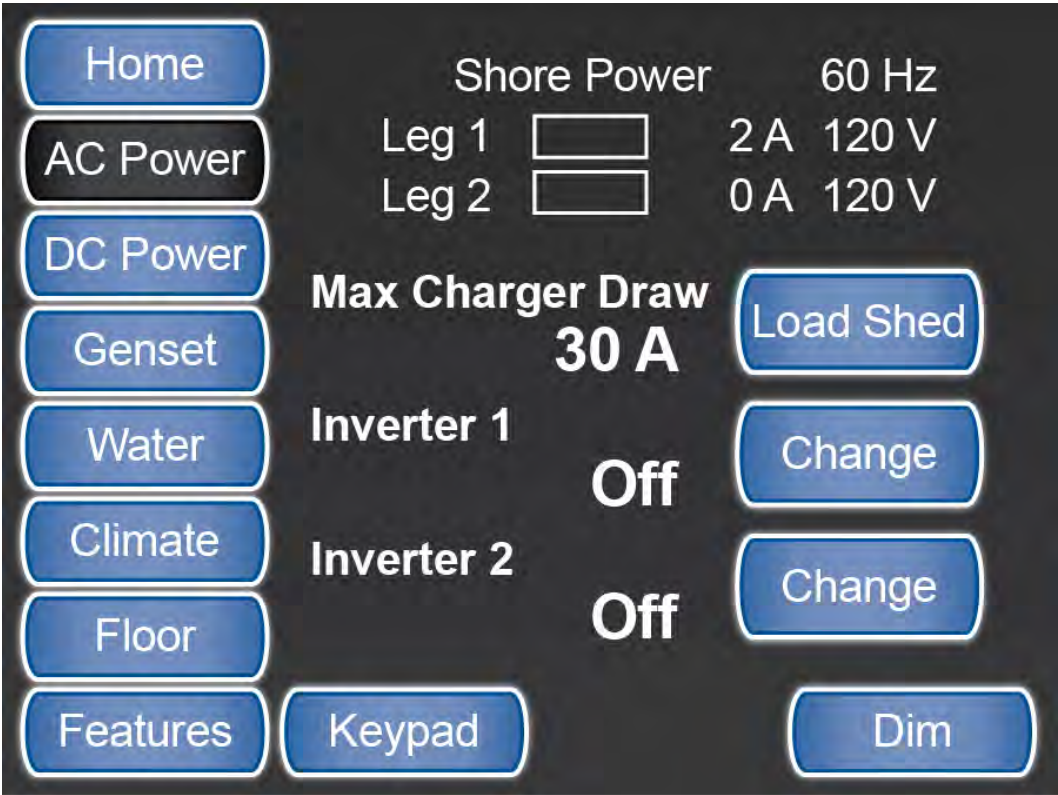 Home
AC Power
DC Power
Genset
Water
Climate
Floor
Features
Shore Power 60 Hz
Leg 1 2 A 120 V
Leg 2 0 A 120 V
Max Charger Draw
30 A
Load Shed
Inverter 1
Off
Change
Inverter 2
Off
Change
Keypad
Dim